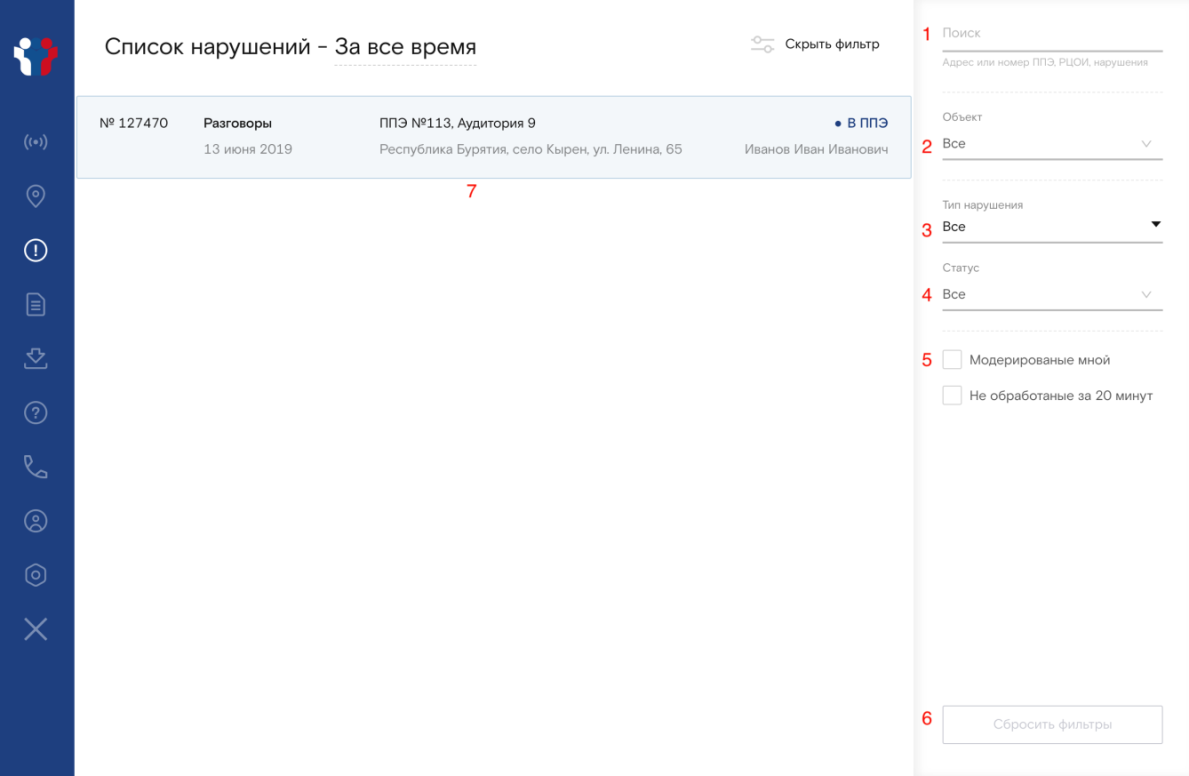 Список нарушений – За все время
Скрыть фильтр
№ 127470 Разговоры ППЭ №113, Аудитория 9 • В ППЭ
13 июня 2019 Республика Бурятия, село Кырен, ул. Ленина, 65 Иванов Иван Иванович
7
1 Поиск
Адрес или номер ППЭ, РЦОИ, нарушения
Объект
2 Все
Тип нарушения
3 Все
Статус
4 Все
5 Модерированые мной
Не обработаные за 20 минут
6 Сбросить фильтры